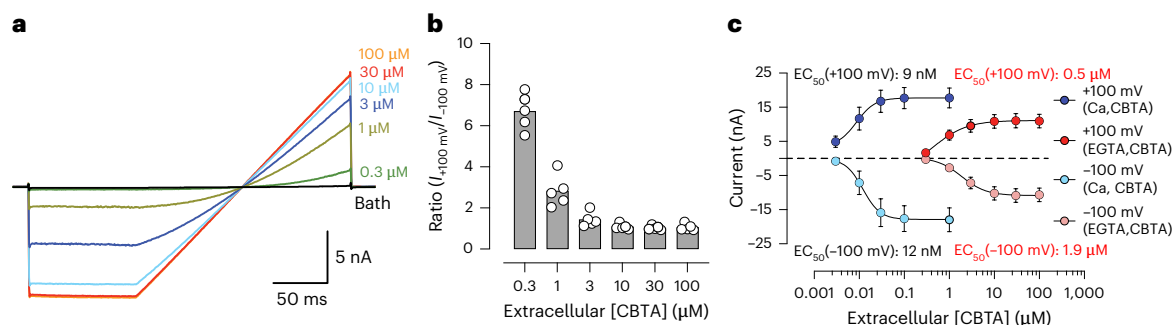 a
100 μM
30 μM
10 μM
3 μM
1 μM
0.3 μM
Bath
5 nA
50 ms
b
Ratio (I+100 mV/I−100 mV)
10
8
6
4
2
0
0.3 1 3 10 30 100
Extracellular [CBTA] (μM)
c
Current (nA)
25
15
5
−5
−15
−25
EC50(+100 mV): 9 nM
EC50(+100 mV): 0.5 μM
EC50(−100 mV): 12 nM
EC50(−100 mV): 1.9 μM
0.001 0.01 0.1 1 10 100 1,000
Extracellular [CBTA] (μM)
+100 mV
(Ca,CBTA)
+100 mV
(EGTA,CBTA)
−100 mV
(Ca, CBTA)
−100 mV
(EGTA,CBTA)